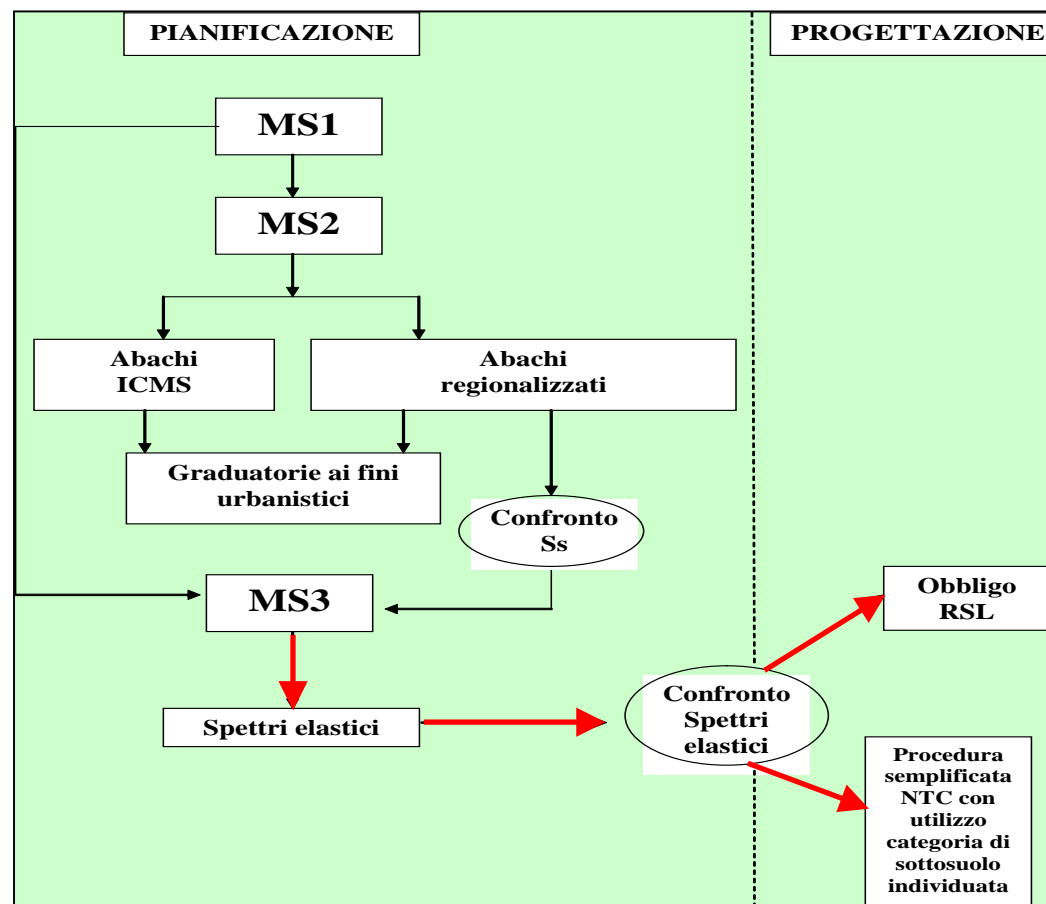 PIANIFICAZIONE
PROGETTAZIONE
MS1
MS2
Abachi
ICMS
Abachi
regionalizzati
Graduatorie ai fini
urbanistici
Confronto
Ss
MS3
Obbligo
RSL
Spettri elastici
Confronto
Spettri
elastici
Procedura
semplificata
NTC con
utilizzo
categoria di
sottosuolo
individuata